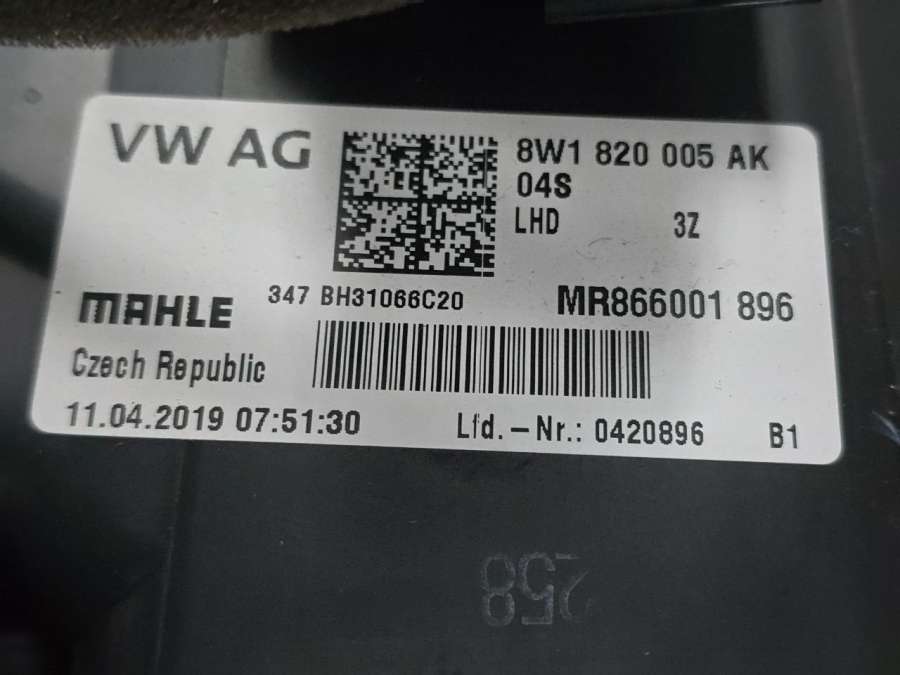 VW AG
8W1 820 005 AK
04S
LHD 3Z
347 BH31066C20
MR866001 896
MAHLE
Czech Republic
11.04.2019 07:51:30
Lfd.-Nr.: 0420896
B1
258